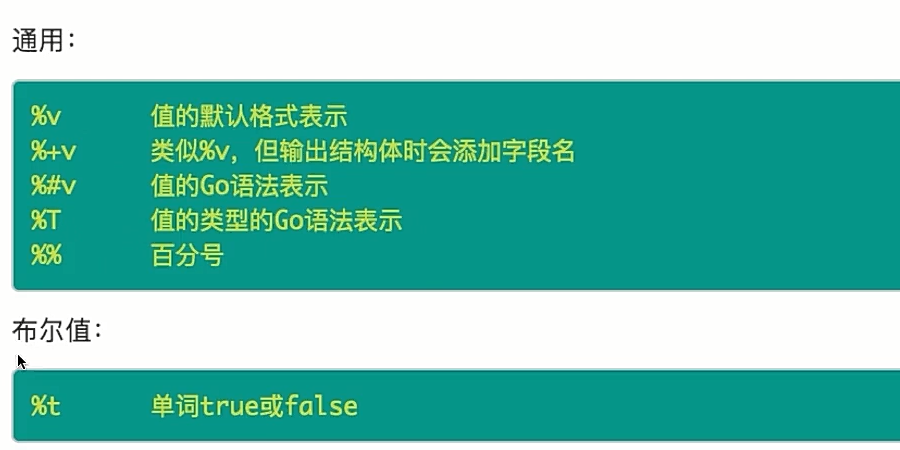 通用：
%v 值的默认格式表示
%+v 类似%v，但输出结构体时会添加字段名
%#v 值的Go语法表示
%T 值的类型的Go语法表示
%% 百分号
布尔值：
%t 单词true或false